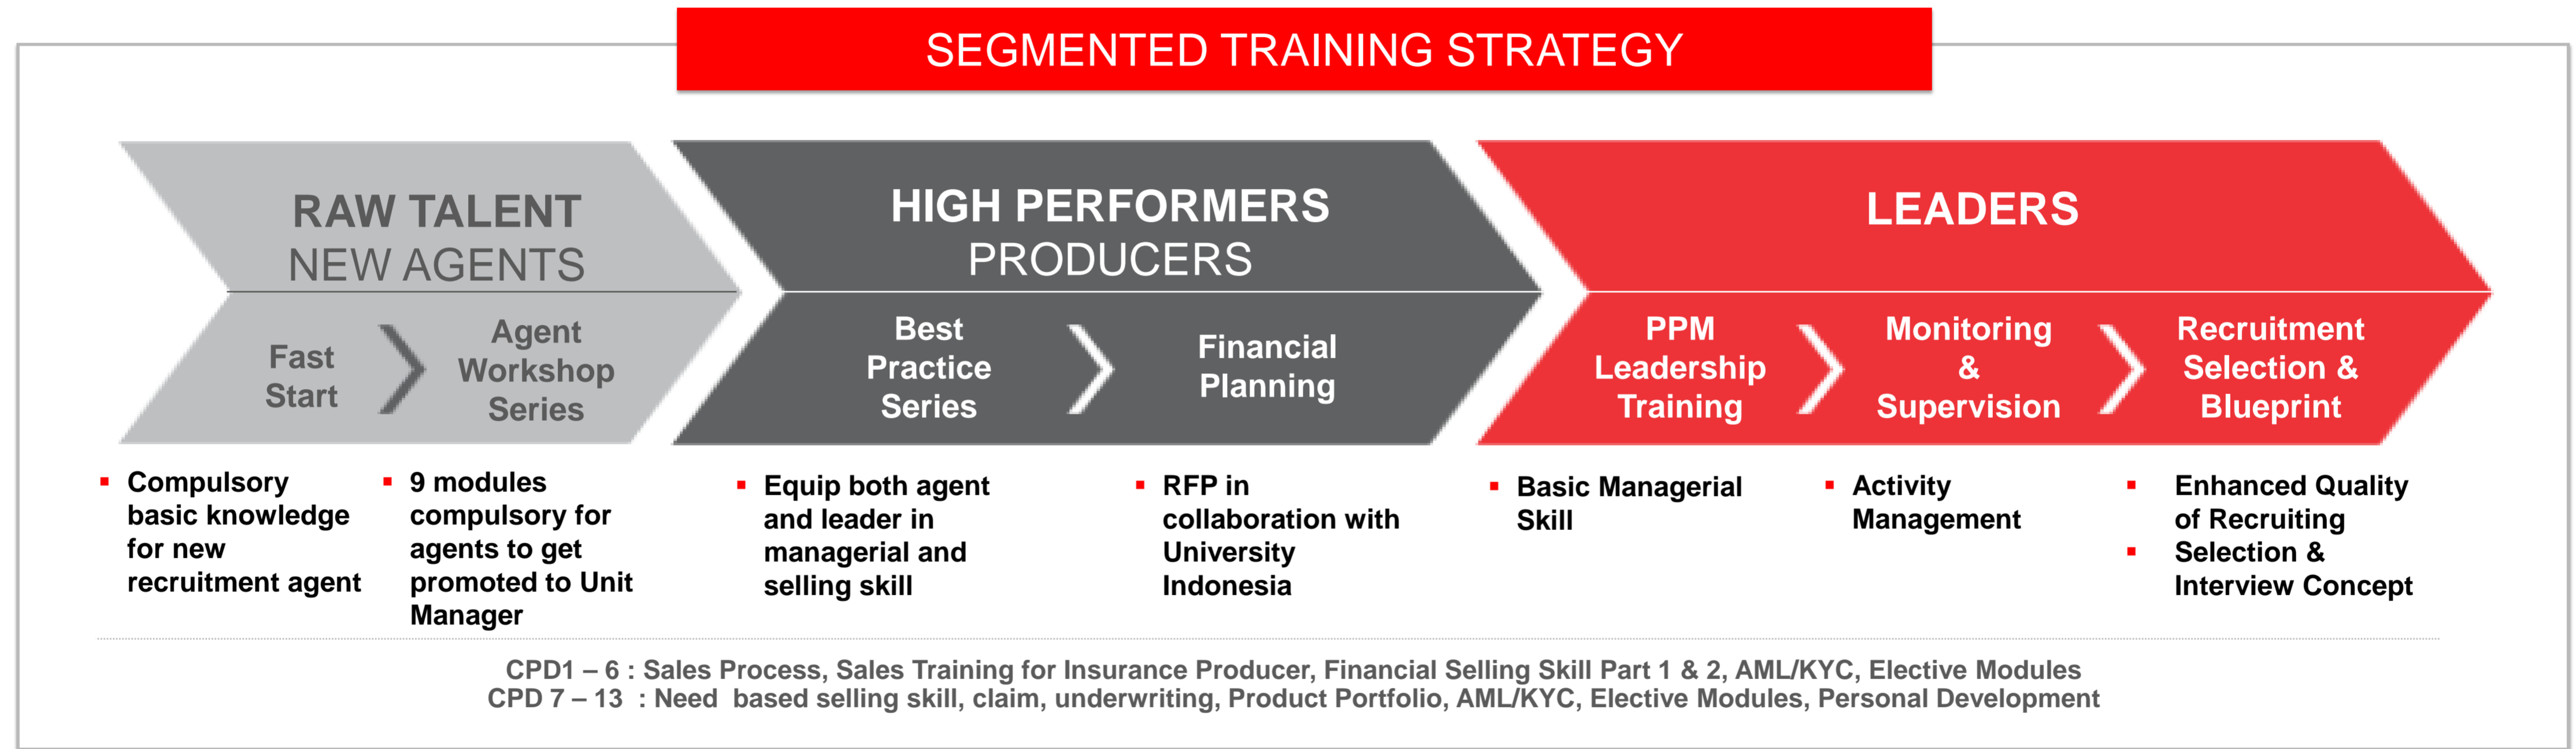 SEGMENTED TRAINING STRATEGY
RAW TALENT
NEW AGENTS
Fast
Start
Agent
Workshop
Series
HIGH PERFORMERS
PRODUCERS
Best
Practice
Series
Financial
Planning
LEADERS
PPM
Leadership
Training
Monitoring
&
Supervision
Recruitment
Selection &
Blueprint
▪ Compulsory
basic knowledge
for new
recruitment agent
▪ 9 modules
compulsory for
agents to get
promoted to Unit
Manager
▪ Equip both agent
and leader in
managerial and
selling skill
▪ RFP in
collaboration with
University
Indonesia
▪ Basic Managerial
Skill
▪ Activity
Management
▪ Enhanced Quality
of Recruiting
▪ Selection &
Interview Concept
CPD1 – 6 : Sales Process, Sales Training for Insurance Producer, Financial Selling Skill Part 1 & 2, AML/KYC, Elective Modules
CPD 7 – 13 : Need based selling skill, claim, underwriting, Product Portfolio, AML/KYC, Elective Modules, Personal Development